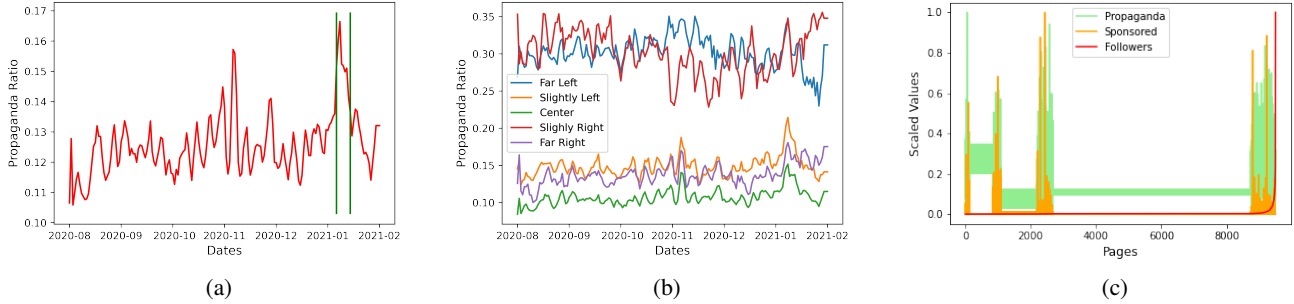 0.17
0.16
0.15
0.14
0.13
0.12
0.11
0.10
Propaganda Ratio
2020-08 2020-09 2020-10 2020-11 2020-12 2021-01 2021-02
Dates
(a)
0.35
0.30
0.25
0.20
0.15
0.10
Propaganda Ratio
Far Left
Slightly Left
Center
Slighly Right
Far Right
2020-08 2020-09 2020-10 2020-11 2020-12 2021-01 2021-02
Dates
(b)
1.0
0.8
0.6
0.4
0.2
0.0
Scaled Values
Propaganda
Sponsored
Followers
0 2000 4000 6000 8000
Pages
(c)